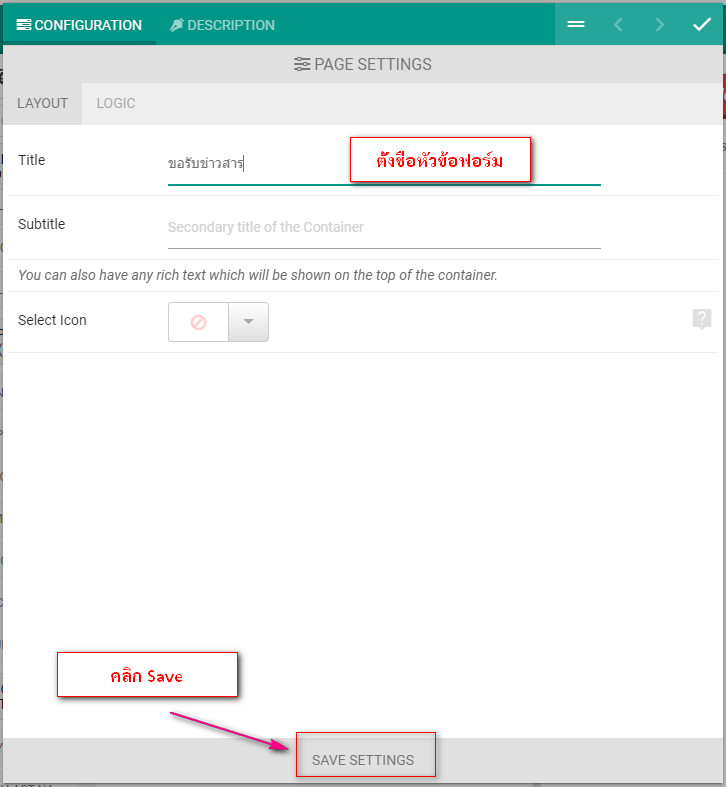 CONFIGURATION DESCRIPTION
PAGE SETTINGS
LAYOUT LOGIC
Title ขอรับข่าวสาร ตั้งชื่อหัวข้อฟอร์ม
Subtitle Secondary title of the Container
You can also have any rich text which will be shown on the top of the container.
Select Icon
คลิก Save
SAVE SETTINGS